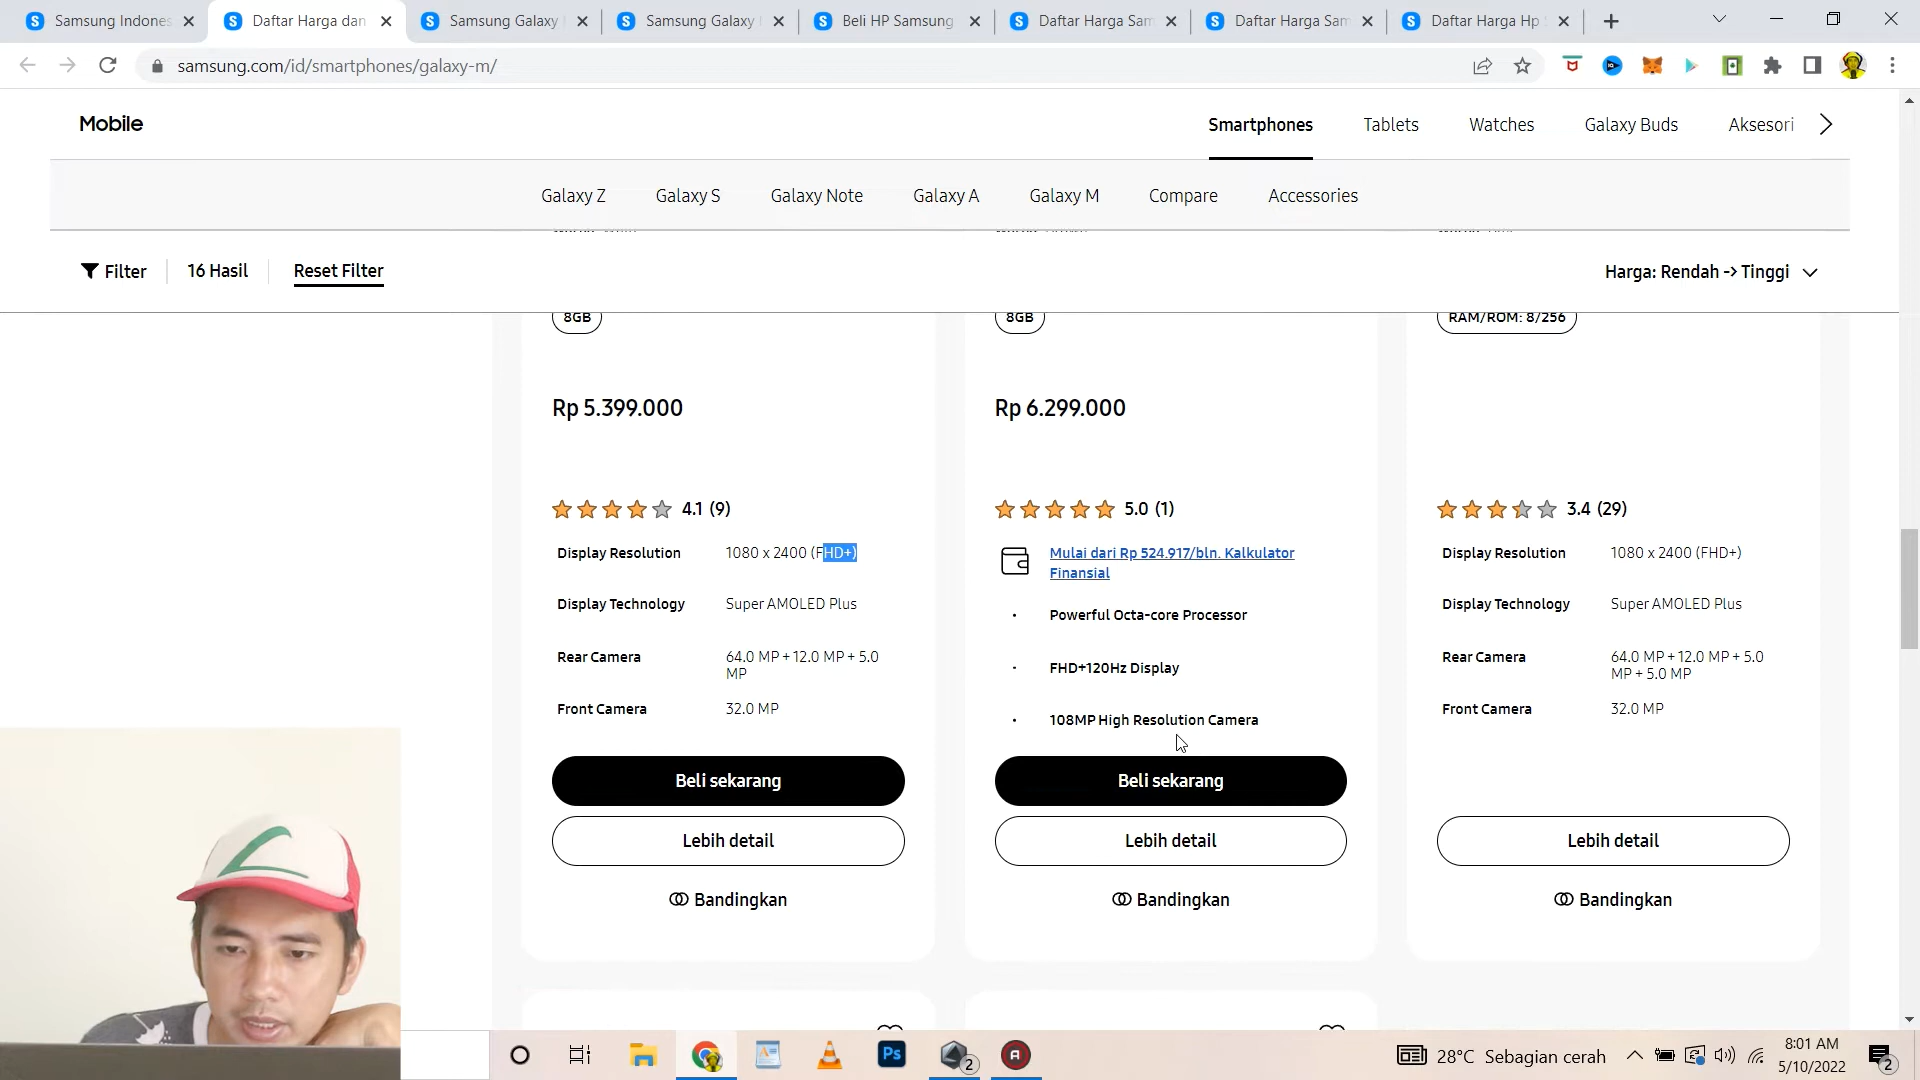 Samsung Indones
Daftar Harga dan
Samsung Galaxy
Samsung Galaxy
Beli HP Samsung
Daftar Harga Sam
Daftar Harga Sam
Daftar Harga Hp
samsung.com/id/smartphones/galaxy-m/
Mobile
Smartphones
Tablets
Watches
Galaxy Buds
Aksesori
Galaxy Z
Galaxy S
Galaxy Note
Galaxy A
Galaxy M
Compare
Accessories
Filter
16 Hasil
Reset Filter
Harga: Rendah -> Tinggi
8GB
Rp 5.399.000
4.1 (9)
Display Resolution
1080 x 2400 (FHD+)
Display Technology
Super AMOLED Plus
Rear Camera
64.0 MP + 12.0 MP + 5.0
MP
Front Camera
32.0 MP
Beli sekarang
Lebih detail
Bandingkan
8GB
Rp 6.299.000
5.0 (1)
Mulai dari Rp 524.917/bln. Kalkulator
Finansial
Powerful Octa-core Processor
FHD+120Hz Display
108MP High Resolution Camera
Beli sekarang
Lebih detail
Bandingkan
RAM/ROM: 8/256
3.4 (29)
Display Resolution
1080 x 2400 (FHD+)
Display Technology
Super AMOLED Plus
Rear Camera
64.0 MP + 12.0 MP + 5.0
MP + 5.0 MP
Front Camera
32.0 MP
Lebih detail
Bandingkan
Ps
2
A
28°C Sebagian cerah
8:01 AM
5/10/2022
2